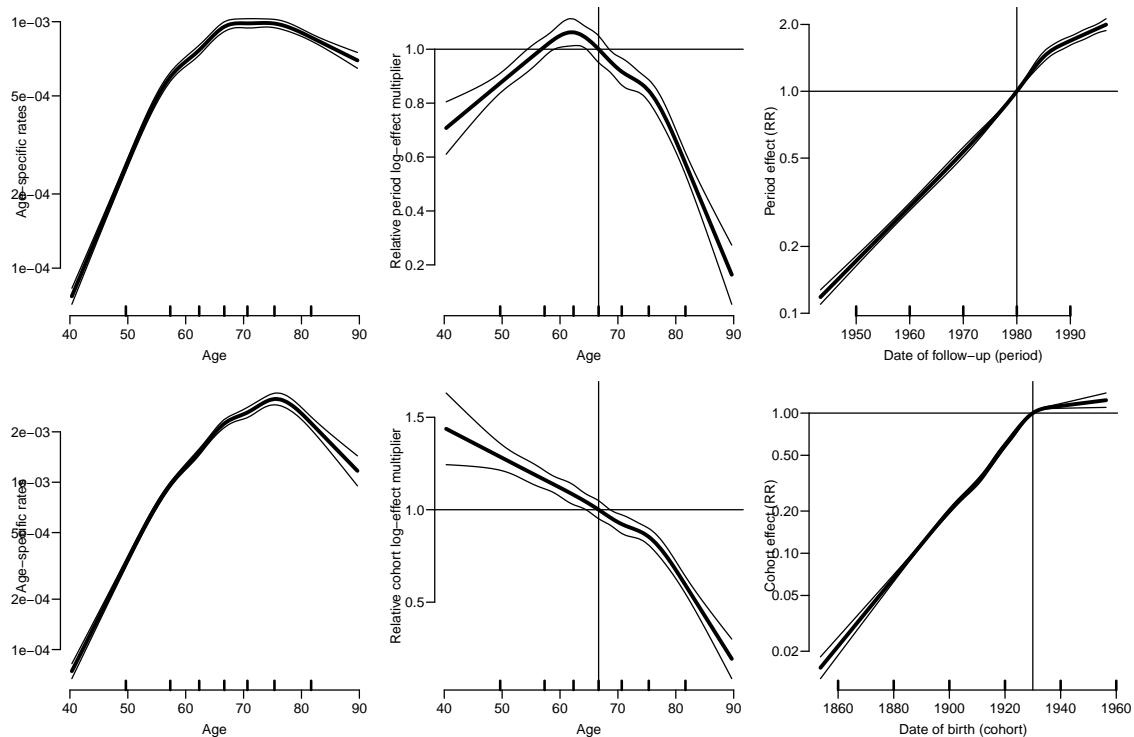 1e−03
5e−04
2e−04
1e−04
Age−specific rates
40 50 60 70 80 90
Age
1.0
0.8
0.6
0.4
0.2
Relative period log−effect multiplier
40 50 60 70 80 90
Age
2.0
1.0
0.5
0.2
0.1
Period effect (RR)
1950 1960 1970 1980 1990
Date of follow−up (period)
2e−03
1e−03
5e−04
2e−04
1e−04
Age−specific rates
40 50 60 70 80 90
Age
1.5
1.0
0.5
Relative cohort log−effect multiplier
40 50 60 70 80 90
Age
1.00
0.50
0.20
0.10
0.05
0.02
Cohort effect (RR)
1860 1880 1900 1920 1940 1960
Date of birth (cohort)